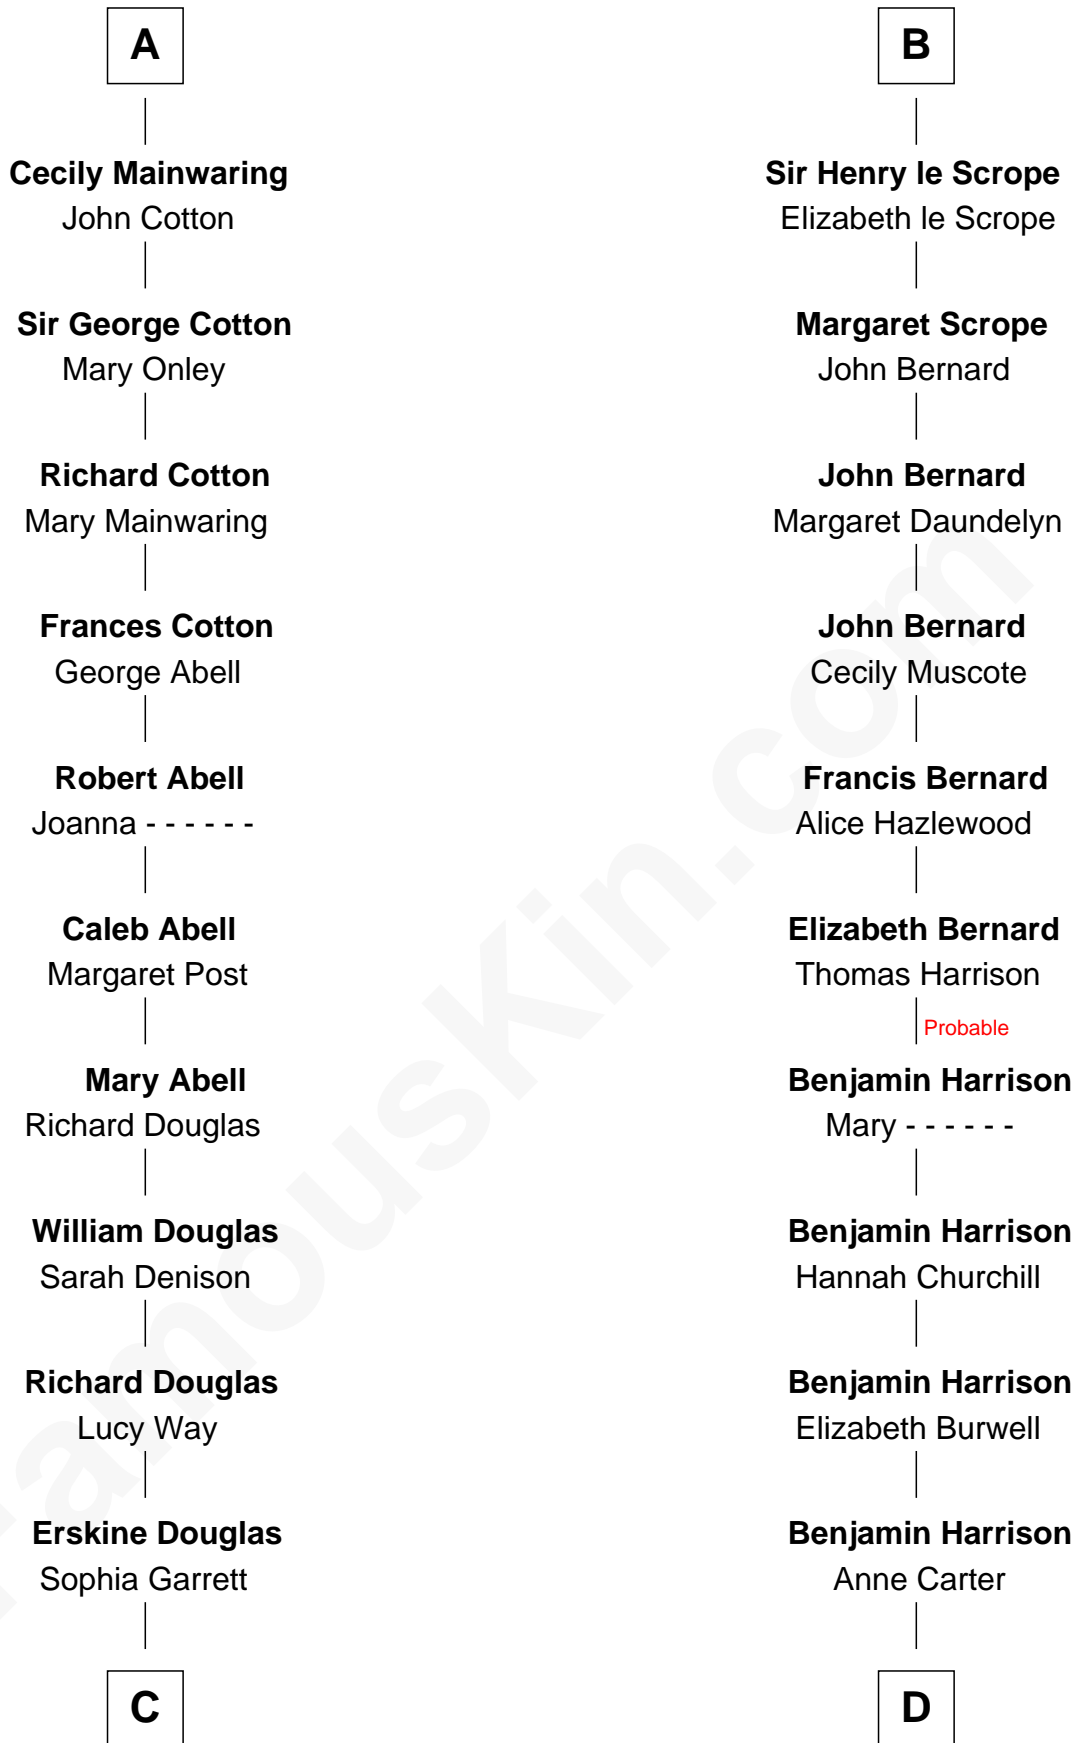 A
Cecily Mainwaring
John Cotton
Sir George Cotton
Mary Onley
Richard Cotton
Mary Mainwaring
Frances Cotton
George Abell
Robert Abell
Joanna - - - - - -
Caleb Abell
Margaret Post
Mary Abell
Richard Douglas
William Douglas
Sarah Denison
Richard Douglas
Lucy Way
Erskine Douglas
Sophia Garrett
C
B
Sir Henry le Scrope
Elizabeth le Scrope
Margaret Scrope
John Bernard
John Bernard
Margaret Daundelyn
John Bernard
Cecily Muscote
Francis Bernard
Alice Hazlewood
Elizabeth Bernard
Thomas Harrison
Probable
Benjamin Harrison
Mary - - - - - -
Benjamin Harrison
Hannah Churchill
Benjamin Harrison
Elizabeth Burwell
Benjamin Harrison
Anne Carter
D
FamousKin.com